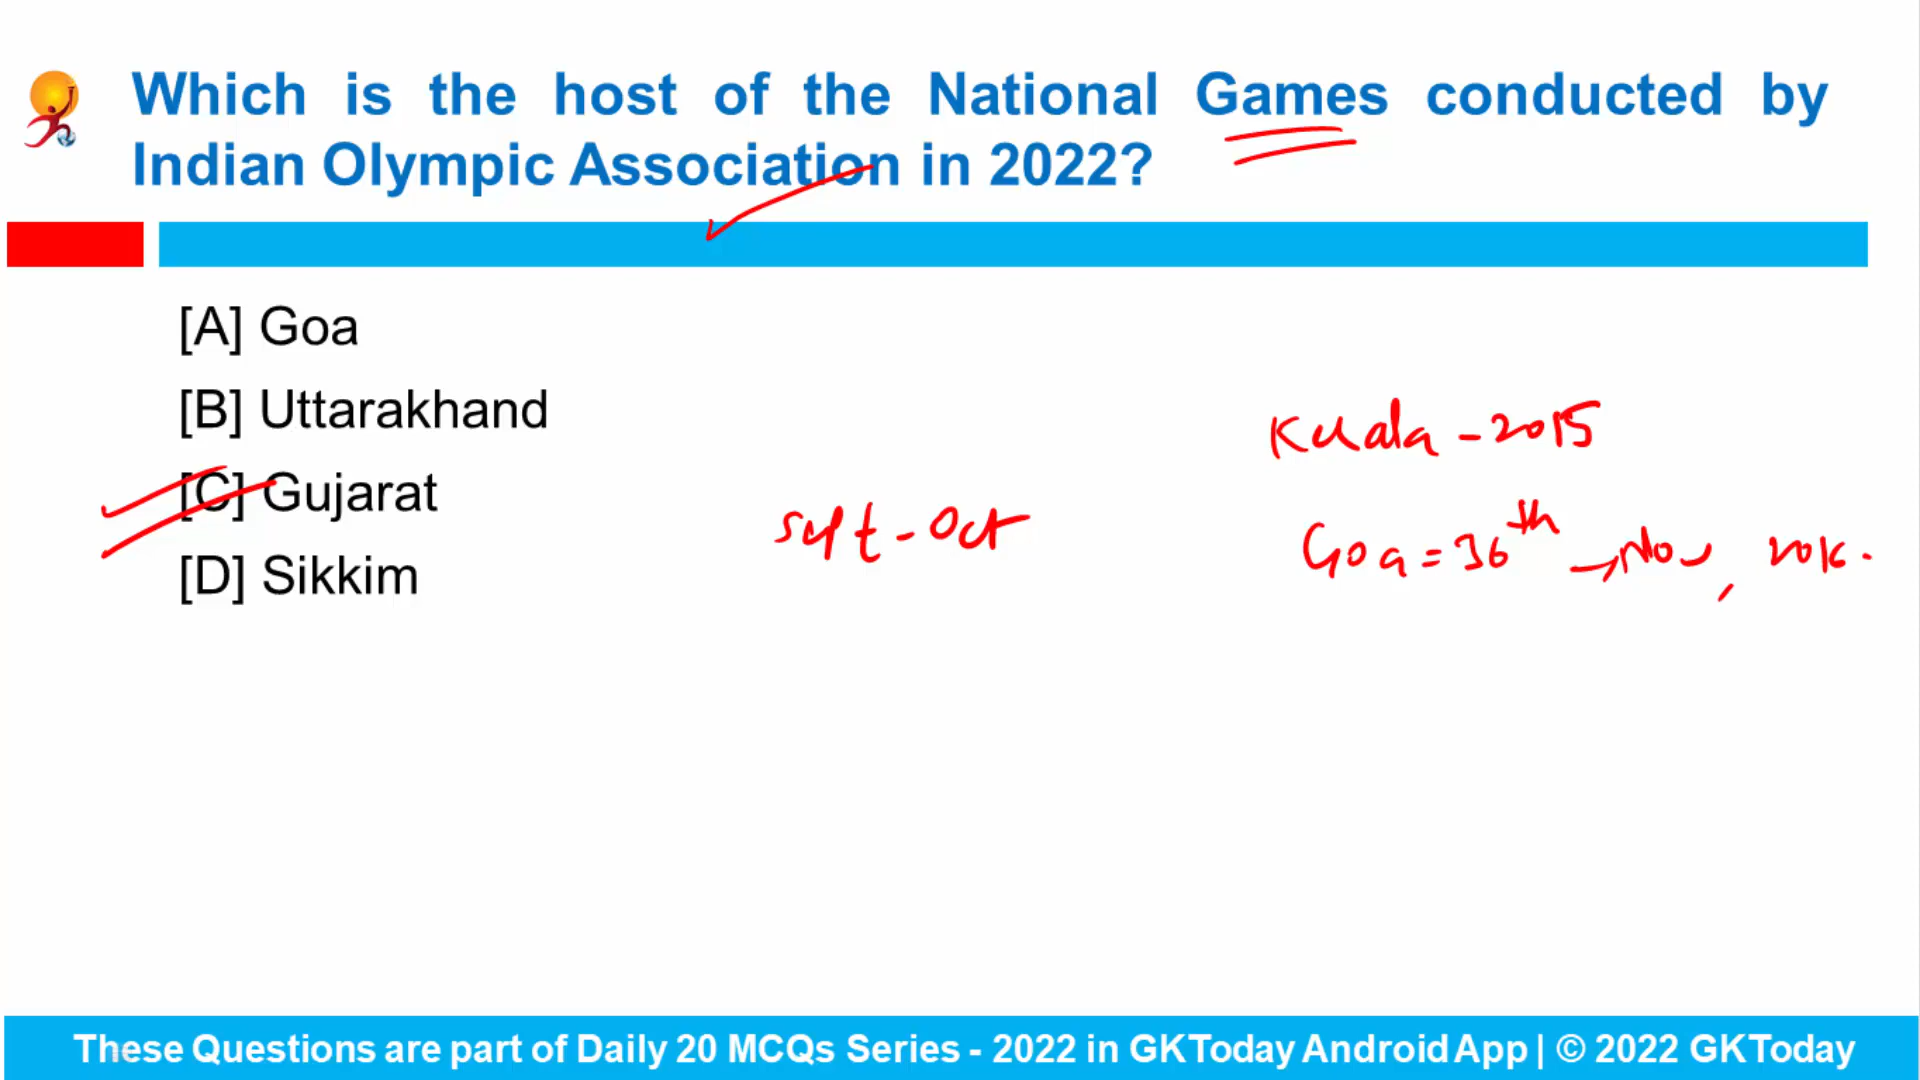 Which is the host of the National Games conducted by
Indian Olympic Association in 2022?
[A] Goa
[B] Uttarakhand
[C] Gujarat
[D] Sikkim
Kerala - 2015
Sept - Oct
Goa = 36th → Nov, 2016.
These Questions are part of Daily 20 MCQs Series - 2022 in GKToday Android App | © 2022 GKToday